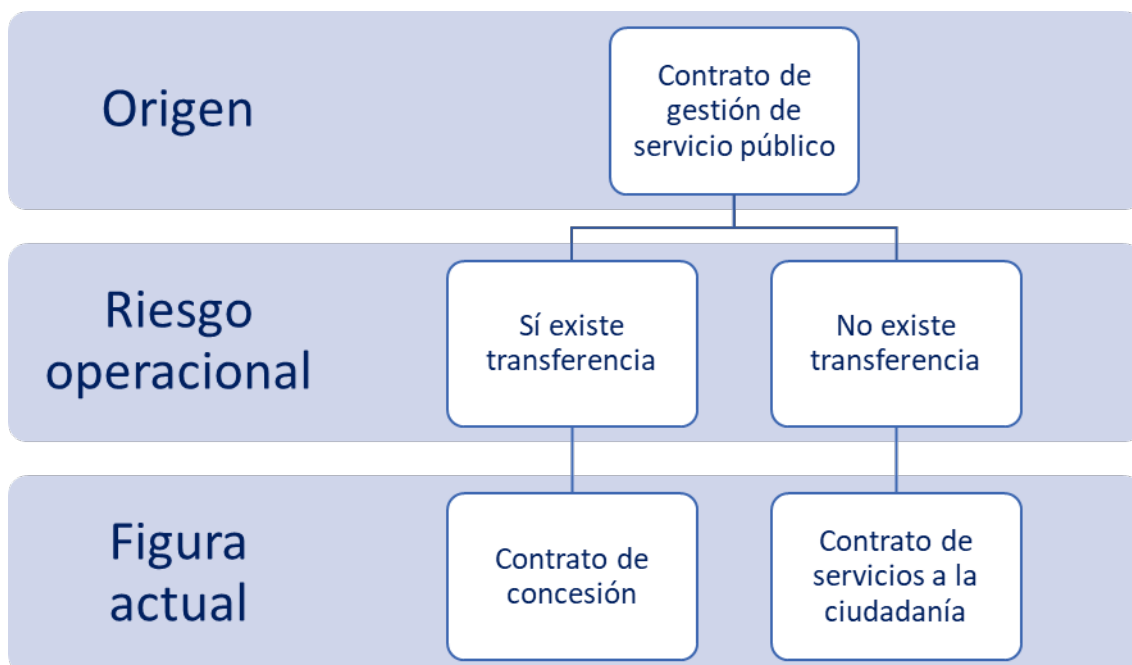 Origen
Contrato de
gestión de
servicio público
Riesgo
operacional
Sí existe
transferencia
No existe
transferencia
Figura
actual
Contrato de
concesión
Contrato de
servicios a la
ciudadanía